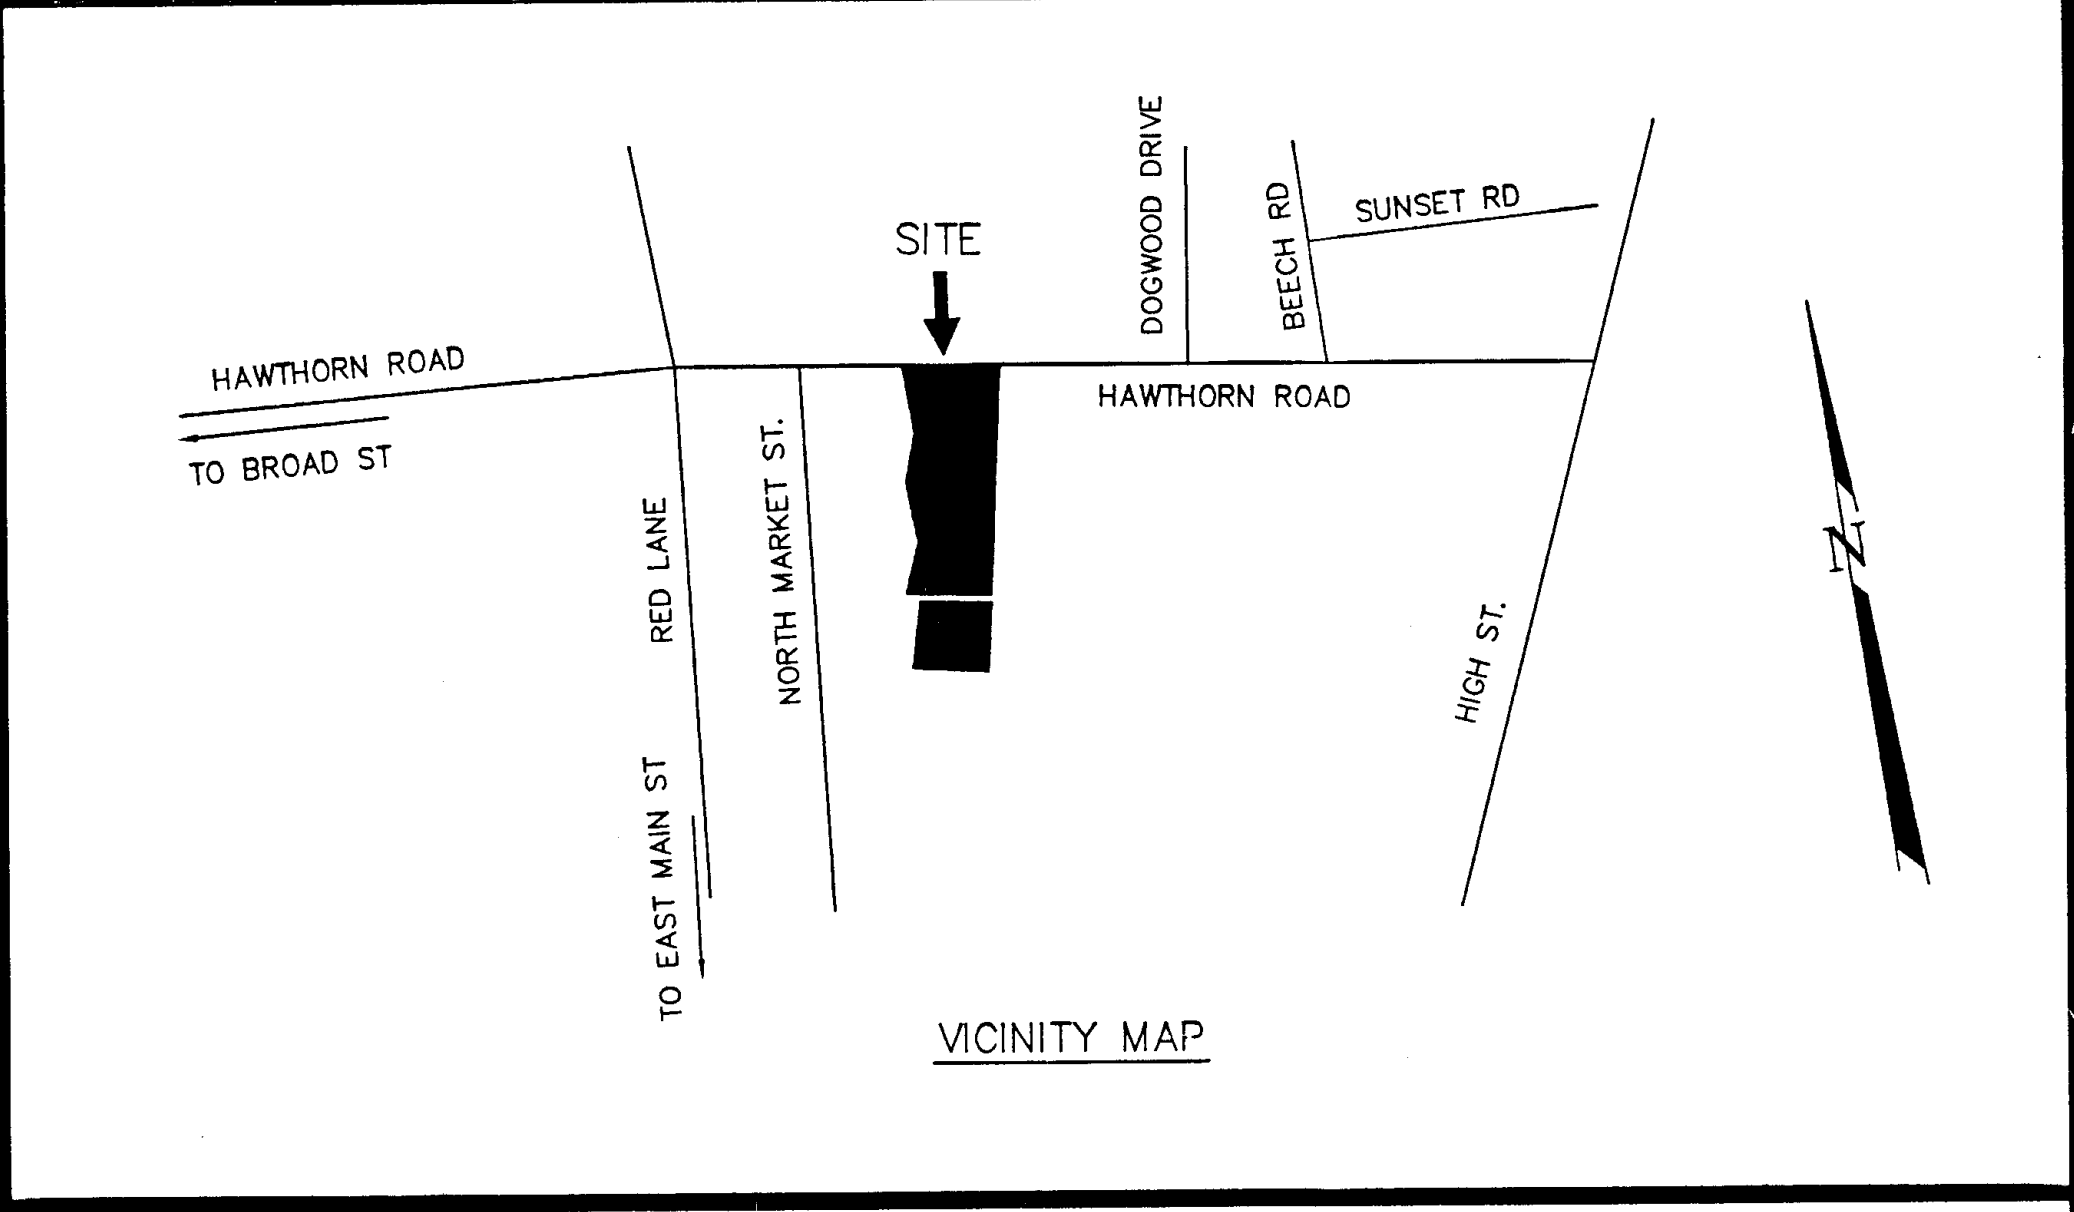 DOGWOOD DRIVE
BEECH RD
SUNSET RD
SITE
HAWTHORN ROAD
TO BROAD ST
HAWTHORN ROAD
RED LANE
NORTH MARKET ST.
HIGH ST.
N
TO EAST MAIN ST
VICINITY MAP